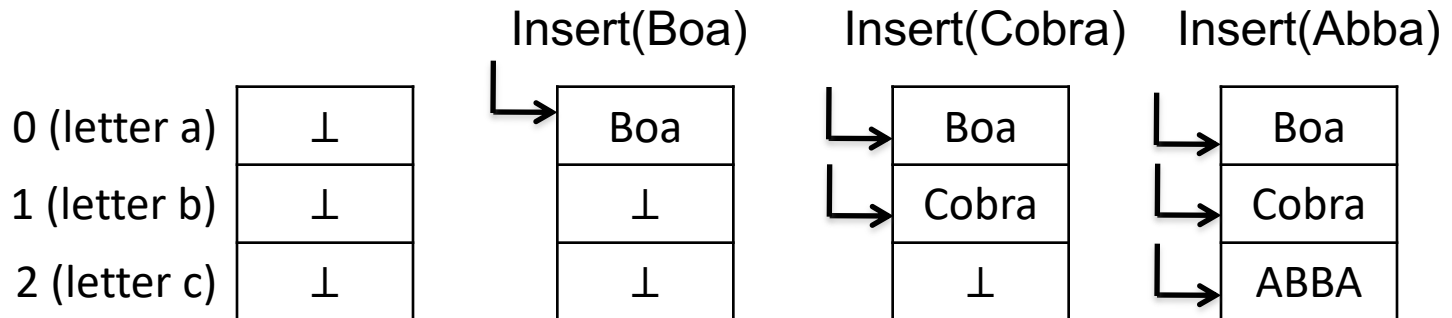 Insert(Boa) Insert(Cobra) Insert(Abba)
0 (letter a) ⊥ Boa Boa Boa
1 (letter b) ⊥ ⊥ Cobra Cobra
2 (letter c) ⊥ ⊥ ⊥ ABBA